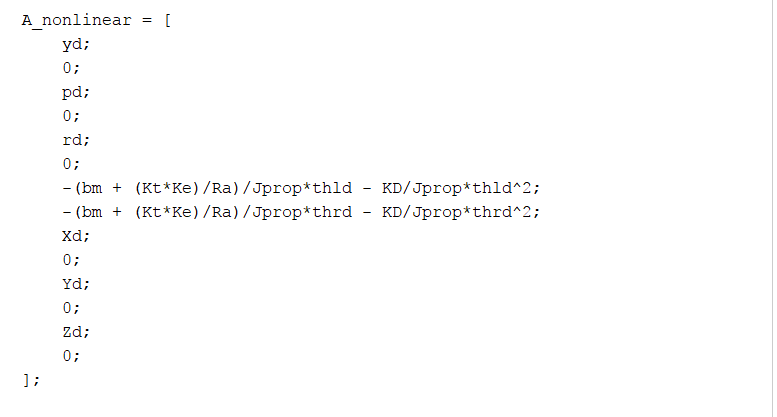 A_nonlinear = [
yd;
0;
pd;
0;
rd;
0;
-(bm + (Kt*Ke)/Ra)/Jprop*thld - KD/Jprop*thld^2;
-(bm + (Kt*Ke)/Ra)/Jprop*thrd - KD/Jprop*thrd^2;
Xd;
0;
Yd;
0;
Zd;
0;
];